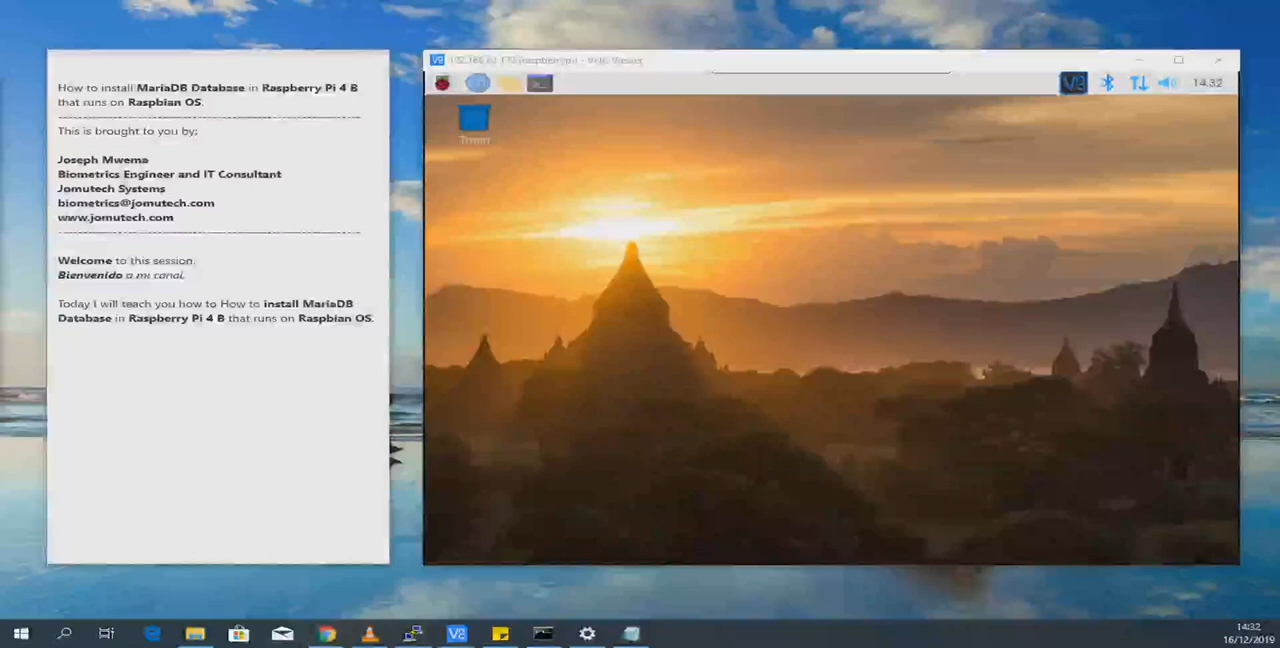 How to install MariaDB Database in Raspberry Pi 4 B
that runs on Raspbian OS.
This is brought to you by:
Joseph Mwema
Biometrics Engineer and IT Consultant
Jomutech Systems
biometrics@jomutech.com
www.jomutech.com
Welcome to this session.
Bienvenido a mi canal.
Today I will teach you how to How to install MariaDB
Database in Raspberry Pi 4 B that runs on Raspbian OS.
(raspberrypi) - VNC Viewer
14:32
14:32
16/12/2019